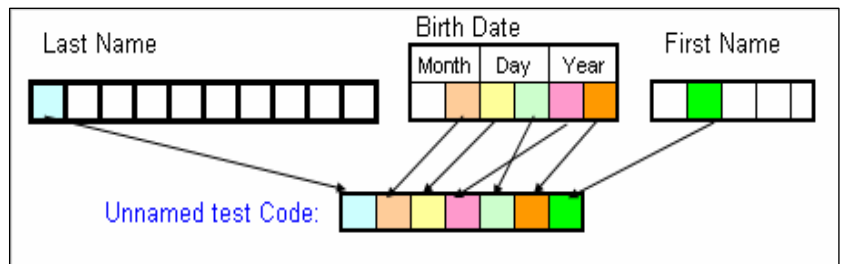 Last Name
Birth Date
First Name
Month Day Year
Unnamed test Code: